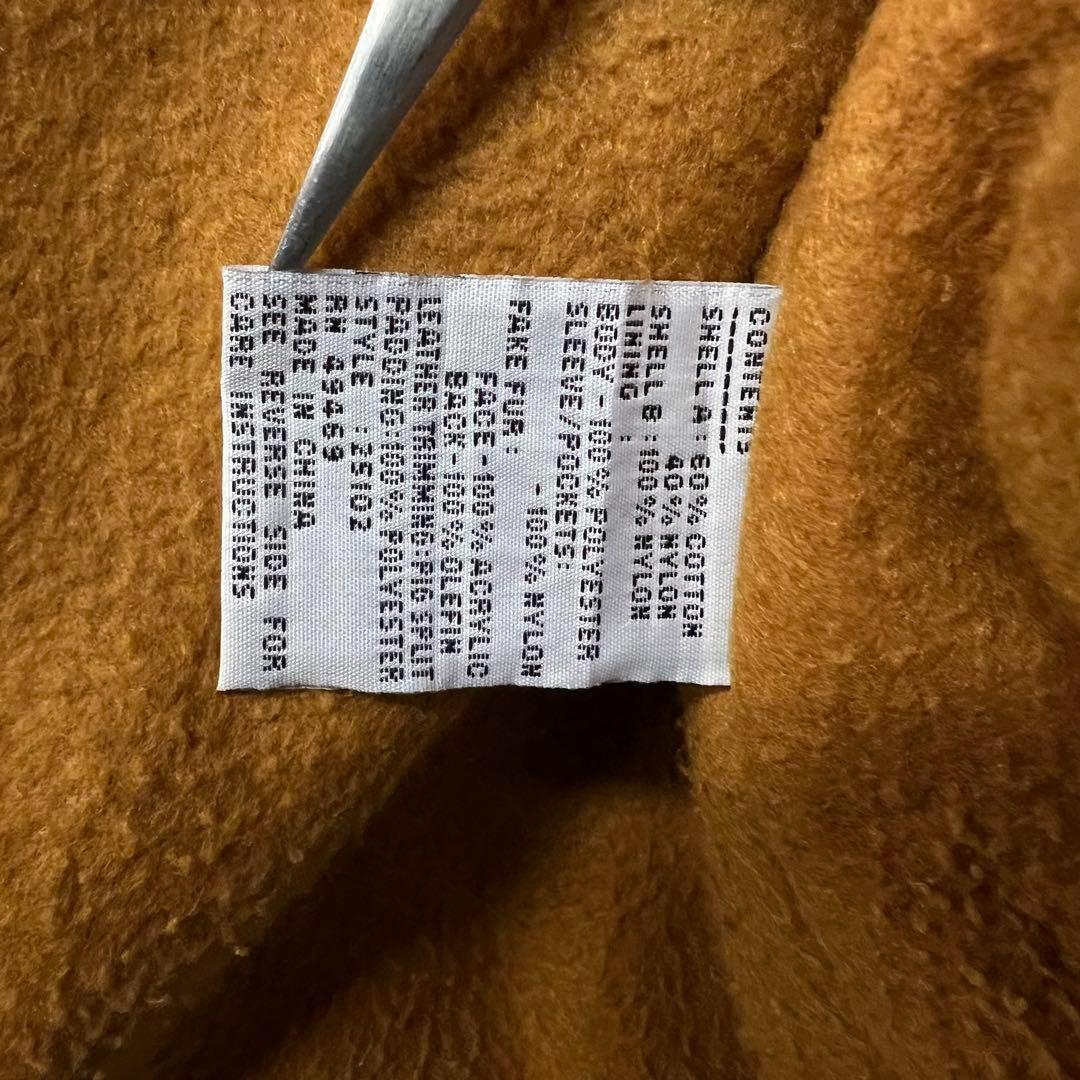 CONTENTS
SHELL A : 60% COTTON
40% NYLON
SHELL B : 100% NYLON
LINING :
BODY - 100% POLYESTER
SLEEVE/POCKETS:
- 100% NYLON
FAKE FUR:
FACE-100% ACRYLIC
BACK-100% OLEFIN
LEATHER TRIMMING:PIG SPLIT
PADDING:100% POLYESTER
STYLE :25102
RN 49469
MADE IN CHINA
SEE REVERSE SIDE FOR
CARE INSTRUCTIONS